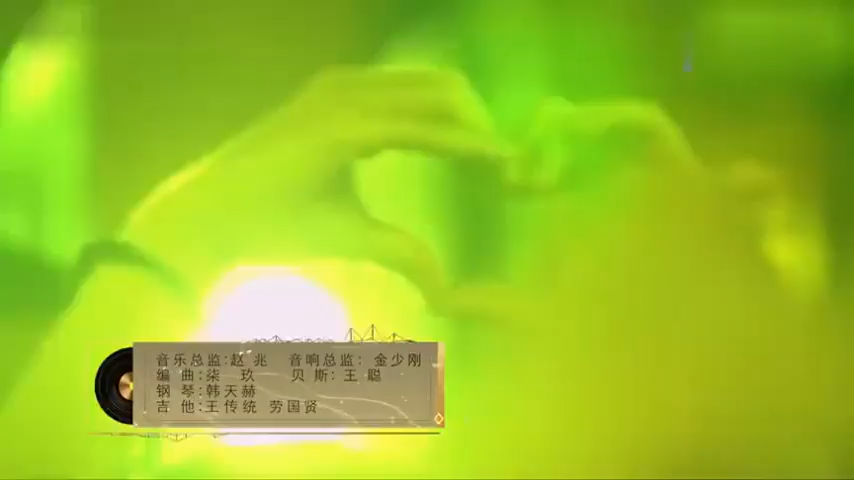 音乐总监:赵 兆 音响总监: 金少刚
编 曲:柒 玖 贝 斯: 王 聪
钢 琴:韩天赫
吉 他:王传统 劳国贤